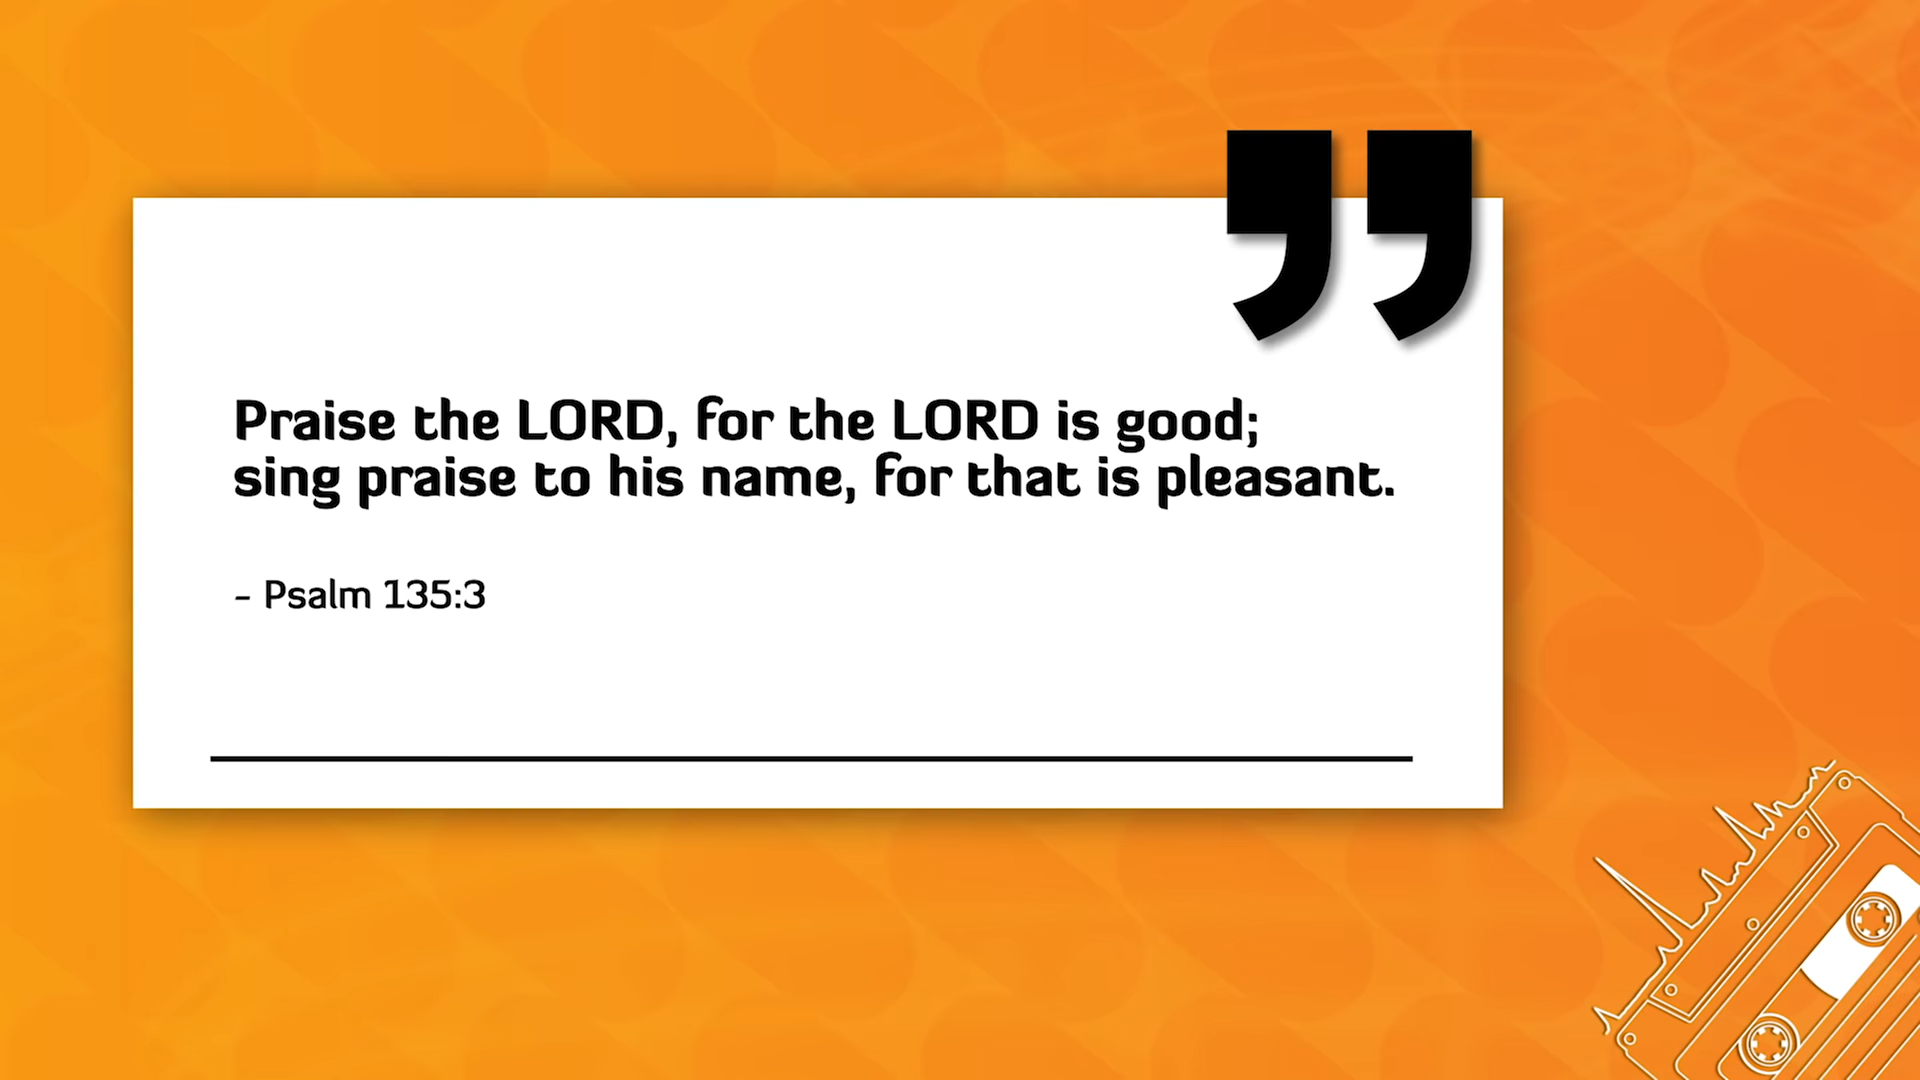 Praise the LORD, for the LORD is good;
sing praise to his name, for that is pleasant.
– Psalm 135:3